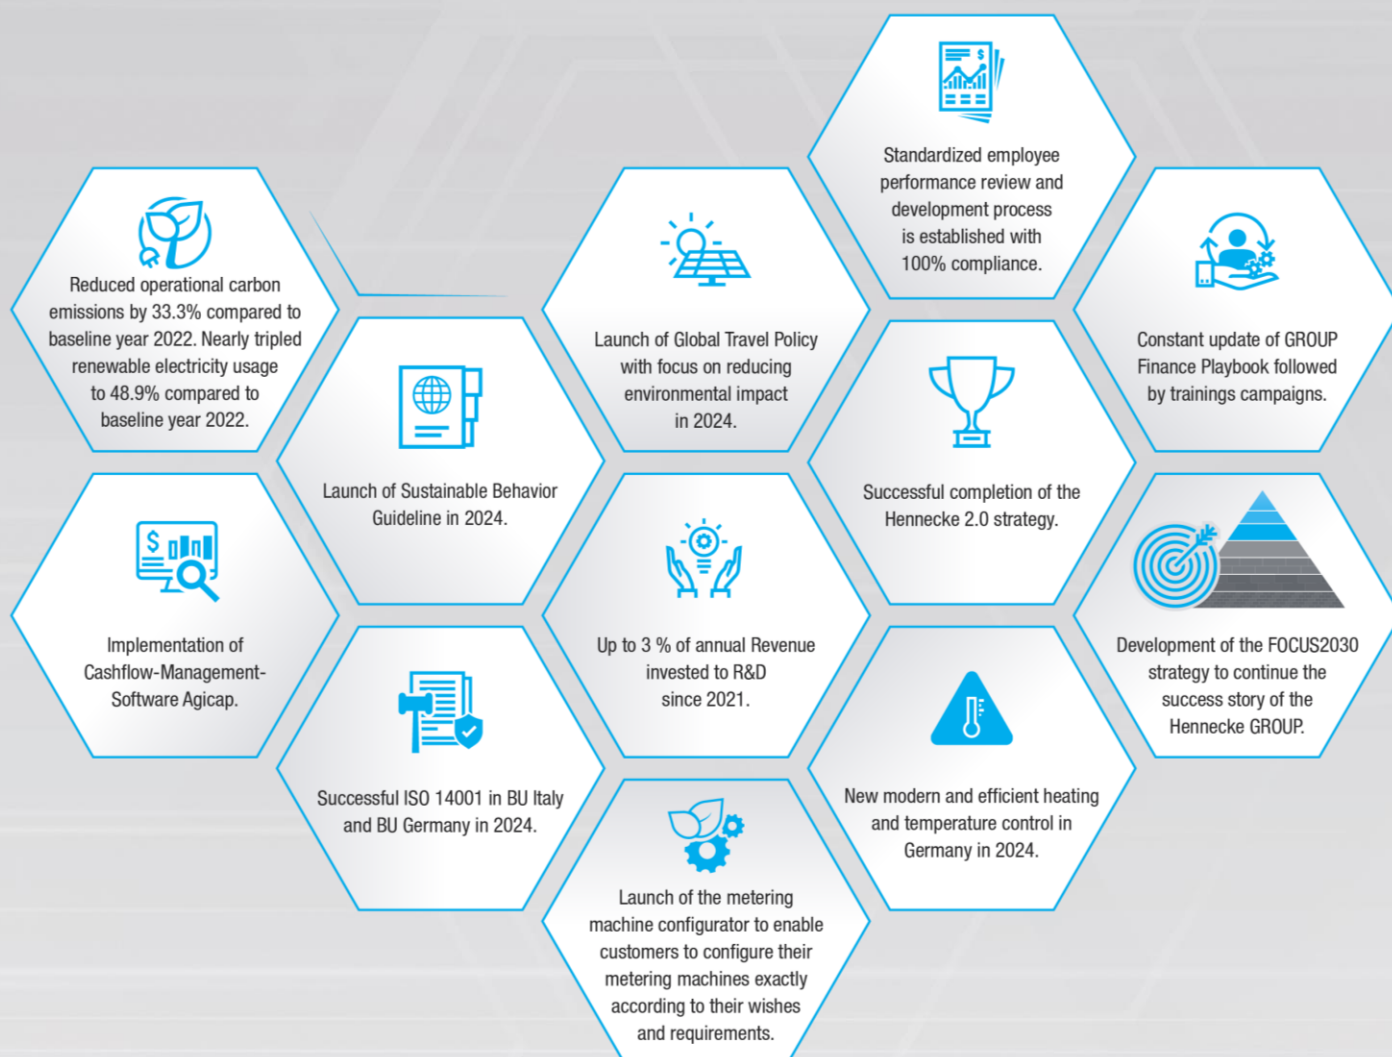 Standardized employee
performance review and
development process
is established with
100% compliance.
Reduced operational carbon
emissions by 33.3% compared to
baseline year 2022. Nearly tripled
renewable electricity usage
to 48.9% compared to
baseline year 2022.
Launch of Global Travel Policy
with focus on reducing
environmental impact
in 2024.
Constant update of GROUP
Finance Playbook followed
by trainings campaigns.
Launch of Sustainable Behavior
Guideline in 2024.
Successful completion of the
Hennecke 2.0 strategy.
Implementation of
Cashflow-Management-
Software Agicap.
Up to 3 % of annual Revenue
invested to R&D
since 2021.
Development of the FOCUS2030
strategy to continue the
success story of the
Hennecke GROUP.
Successful ISO 14001 in BU Italy
and BU Germany in 2024.
New modern and efficient heating
and temperature control in
Germany in 2024.
Launch of the metering
machine configurator to enable
customers to configure their
metering machines exactly
according to their wishes
and requirements.